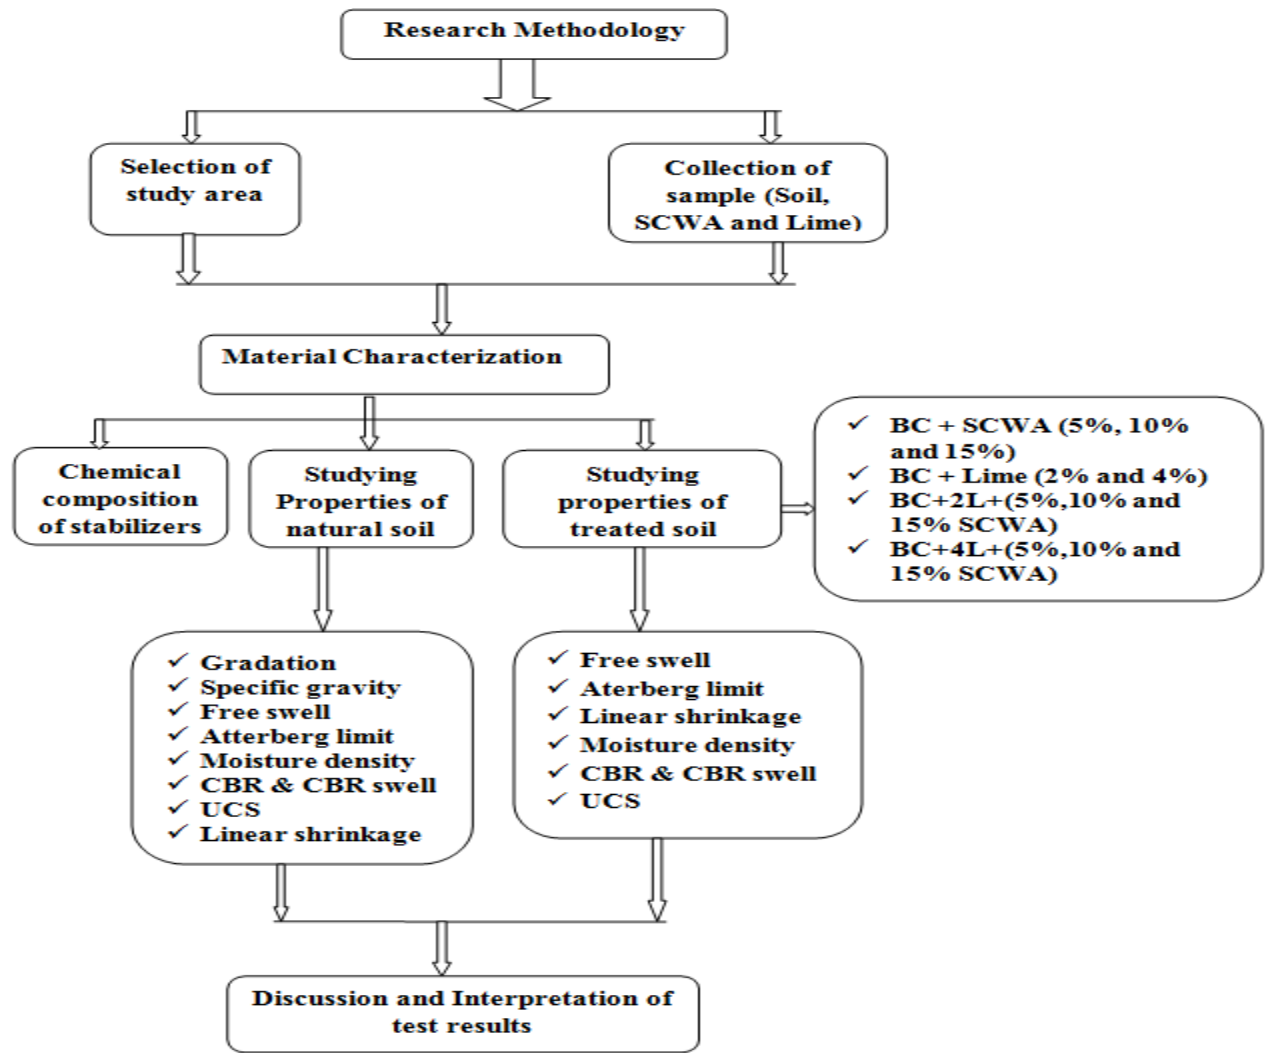 Research Methodology
Selection of
study area
Collection of
sample (Soil,
SCWA and Lime)
Material Characterization
Chemical
composition
of stabilizers
Studying
Properties of
natural soil
Studying
properties of
treated soil
✓ BC + SCWA (5%, 10%
and 15%)
✓ BC + Lime (2% and 4%)
✓ BC+2L+(5%,10% and
15% SCWA)
✓ BC+4L+(5%,10% and
15% SCWA)
✓ Gradation
✓ Specific gravity
✓ Free swell
✓ Atterberg limit
✓ Moisture density
✓ CBR & CBR swell
✓ UCS
✓ Linear shrinkage
✓ Free swell
✓ Aterberg limit
✓ Linear shrinkage
✓ Moisture density
✓ CBR & CBR swell
✓ UCS
Discussion and Interpretation of
test results